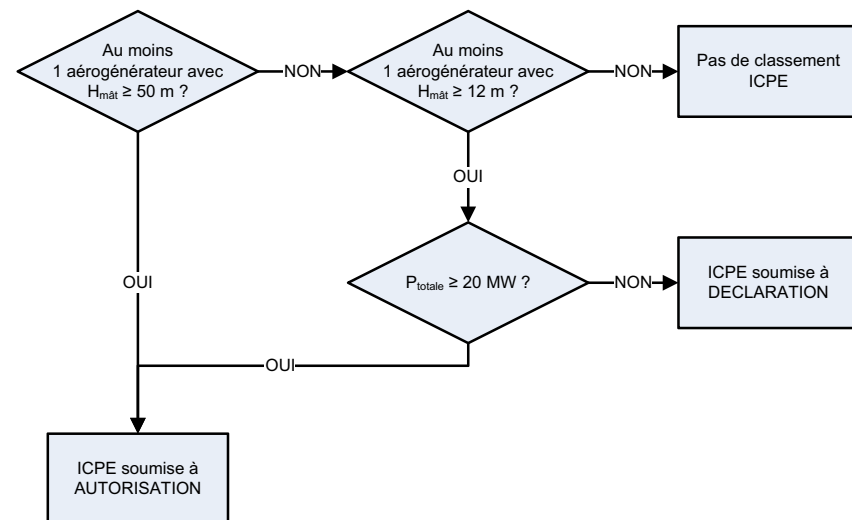 Au moins
1 aérogénérateur avec
Hmât ≥ 50 m ?
NON
Au moins
1 aérogénérateur avec
Hmât ≥ 12 m ?
NON
Pas de classement
ICPE
OUI
OUI
Ptotale ≥ 20 MW ?
NON
ICPE soumise à
DECLARATION
OUI
ICPE soumise à
AUTORISATION